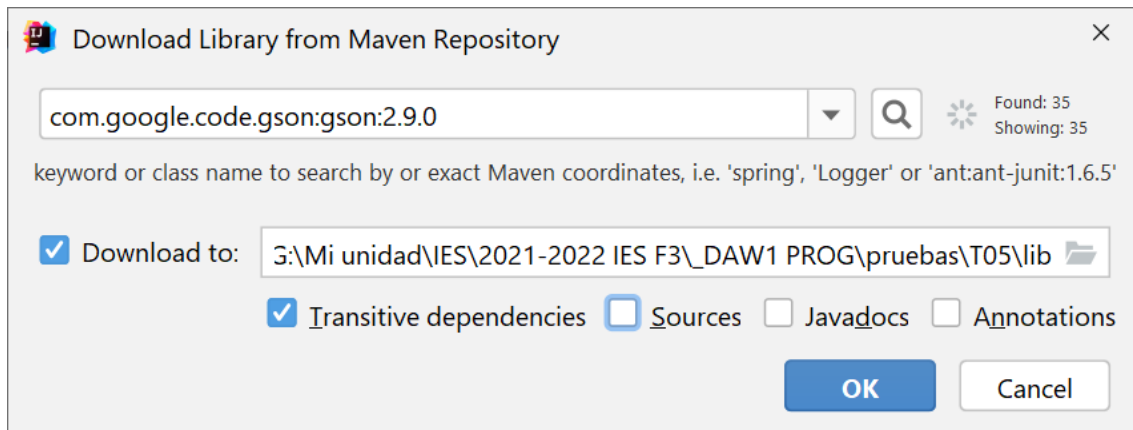 Download Library from Maven Repository
com.google.code.gson:gson:2.9.0
Found: 35
Showing: 35
keyword or class name to search by or exact Maven coordinates, i.e. 'spring', 'Logger' or 'ant:ant-junit:1.6.5'
Download to: G:\Mi unidad\IES\2021-2022 IES F3\_DAW1 PROG\pruebas\T05\lib
Transitive dependencies Sources Javadocs Annotations
OK Cancel